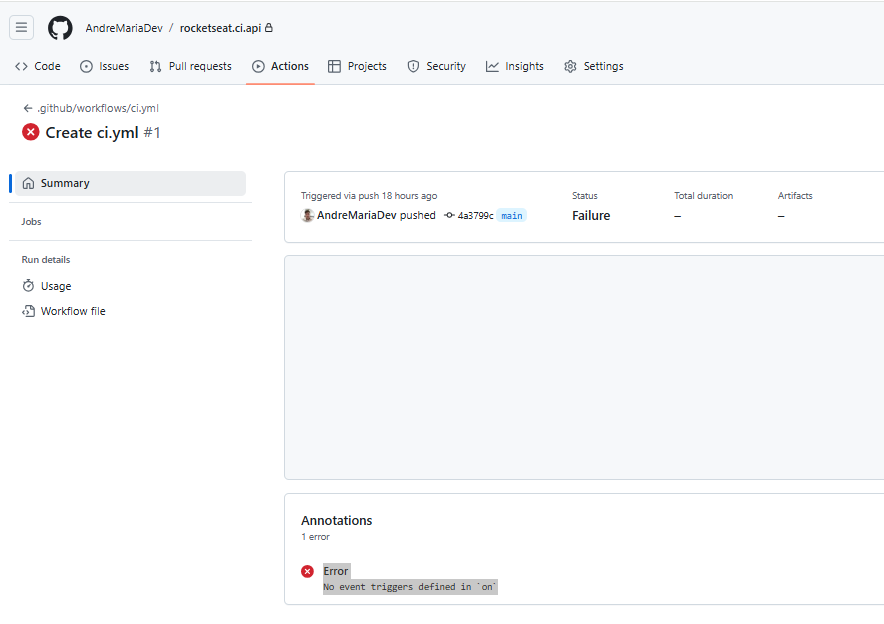 AndreMariaDev / rocketseat.ci.api
Code Issues Pull requests Actions Projects Security Insights Settings
.github/workflows/ci.yml
Create ci.yml #1
Summary
Jobs
Run details
Usage
Workflow file
Triggered via push 18 hours ago
AndreMariaDev pushed 4a3799c main
Status
Failure
Total duration
–
Artifacts
–
Annotations
1 error
Error
No event triggers defined in `on`